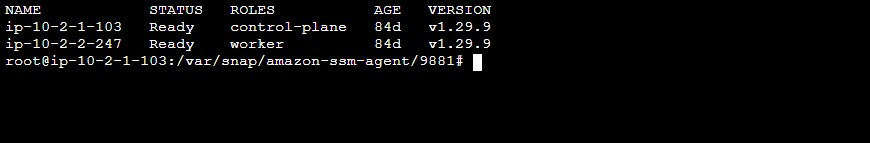 NAME STATUS ROLES AGE VERSION
ip-10-2-1-103 Ready control-plane 84d v1.29.9
ip-10-2-2-247 Ready worker 84d v1.29.9
root@ip-10-2-1-103:/var/snap/amazon-ssm-agent/9881#